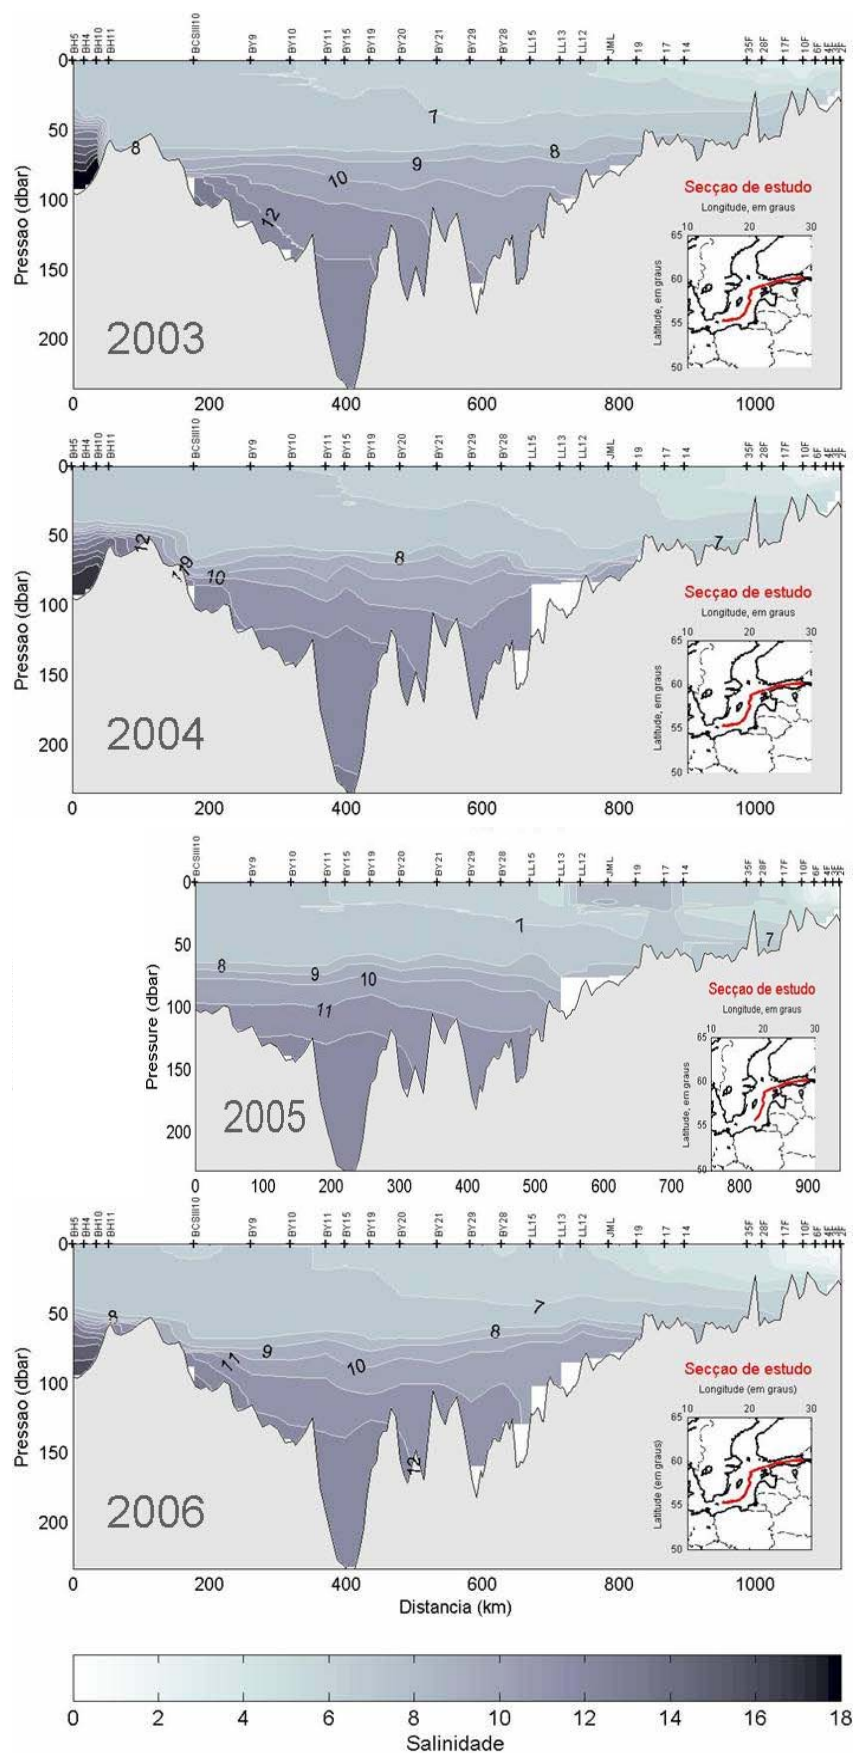 BH5 BH4 BH10 BH11 BCSIII10 BY9 BY10 BY11 BY15 BY19 BY20 BY21 BY29 BY28 LL15 LL13 LL12 JML 19 17 14 35F 28F 17F 10F 6F 4F 3F 2F
0
50
100
150
200
Pressao (dbar)
7
8
8
9
10
12
2003
Secçao de estudo
Longitude, em graus
10 20 30
65
60
55
50
Latitude, em graus
0 200 400 600 800 1000
BH5 BH4 BH10 BH11 BCSIII10 BY9 BY10 BY11 BY15 BY19 BY20 BY21 BY29 BY28 LL15 LL13 LL12 JML 19 17 14 35F 28F 17F 10F 6F 4F 3F 2F
0
50
100
150
200
Pressao (dbar)
12
8
7
10
2004
Secçao de estudo
Longitude, em graus
10 20 30
65
60
55
50
Latitude, em graus
0 200 400 600 800 1000
BCSIII10 BY9 BY10 BY11 BY15 BY19 BY20 BY21 BY29 BY28 LL15 LL13 LL12 JML 19 17 14 35F 28F 17F 10F 6F 4F 3F 2F
0
50
100
150
200
Pressure (dbar)
7
7
8
9
10
11
2005
Secçao de estudo
Longitude, em graus
10 20 30
65
60
55
50
Latitude, em graus
0 100 200 300 400 500 600 700 800 900
BH5 BH4 BH10 BH11 BCSIII10 BY9 BY10 BY11 BY15 BY19 BY20 BY21 BY29 BY28 LL15 LL13 LL12 JML 19 17 14 35F 28F 17F 10F 6F 4F 3F 2F
0
50
100
150
200
Pressao (dbar)
7
8
8
9
11
10
12
2006
Secçao de estudo
Longitude (em graus)
10 20 30
65
60
55
50
Latitude (em graus)
0 200 400 600 800 1000
Distancia (km)
0 2 4 6 8 10 12 14 16 18
Salinidade